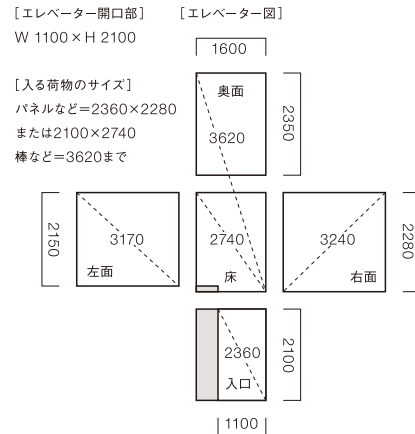 [エレベーター開口部]
W 1100×H 2100
[エレベーター図]
[入る荷物のサイズ]
パネルなど=2360×2280
または2100×2740
棒など=3620まで
1600
奥面
3620
2350
2150
3170
左面
2740
床
3240
右面
2280
2360
入口
2100
1100